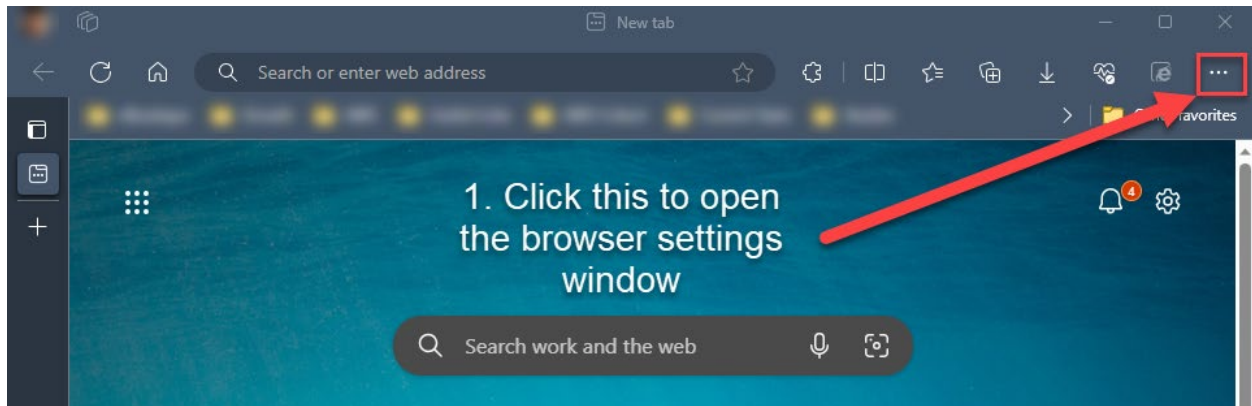 New tab
Search or enter web address
favorites
1. Click this to open
the browser settings
window
4
Search work and the web